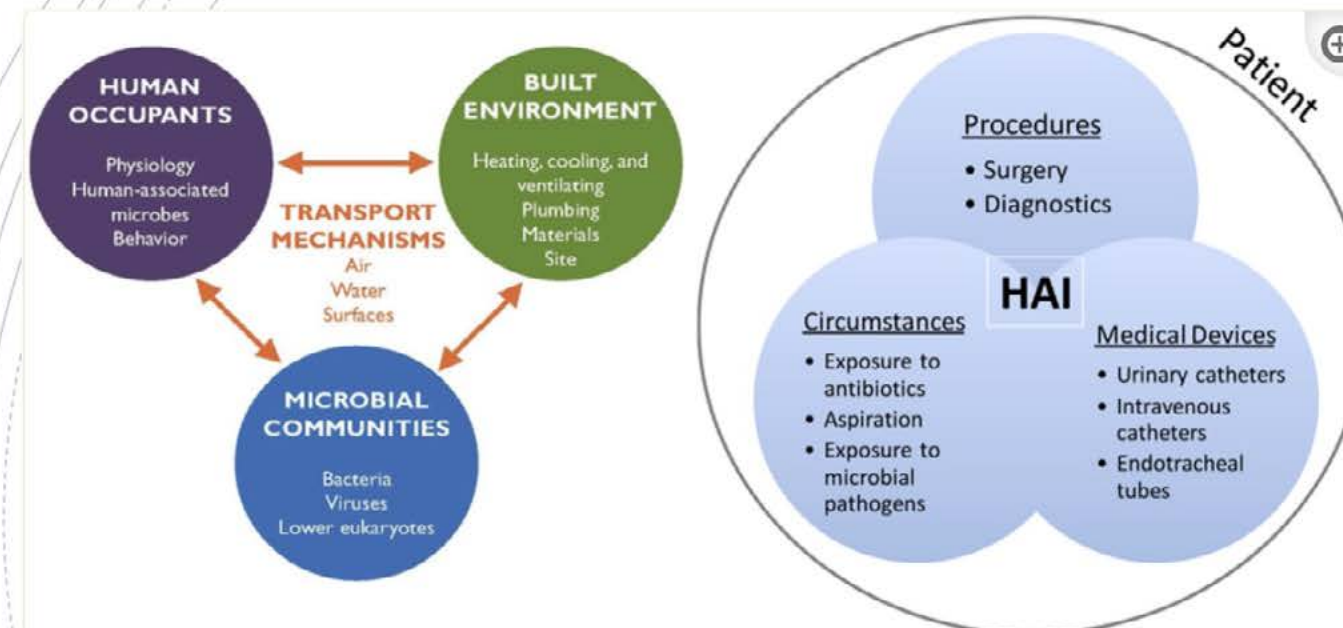 HUMAN
OCCUPANTS
Physiology
Human-associated
microbes
Behavior
BUILT
ENVIRONMENT
Heating, cooling, and
ventilating
Plumbing
Materials
Site
TRANSPORT
MECHANISMS
Air
Water
Surfaces
MICROBIAL
COMMUNITIES
Bacteria
Viruses
Lower eukaryotes
Patient
Procedures
• Surgery
• Diagnostics
HAI
Circumstances
• Exposure to
antibiotics
• Aspiration
• Exposure to
microbial
pathogens
Medical Devices
• Urinary catheters
• Intravenous
catheters
• Endotracheal
tubes